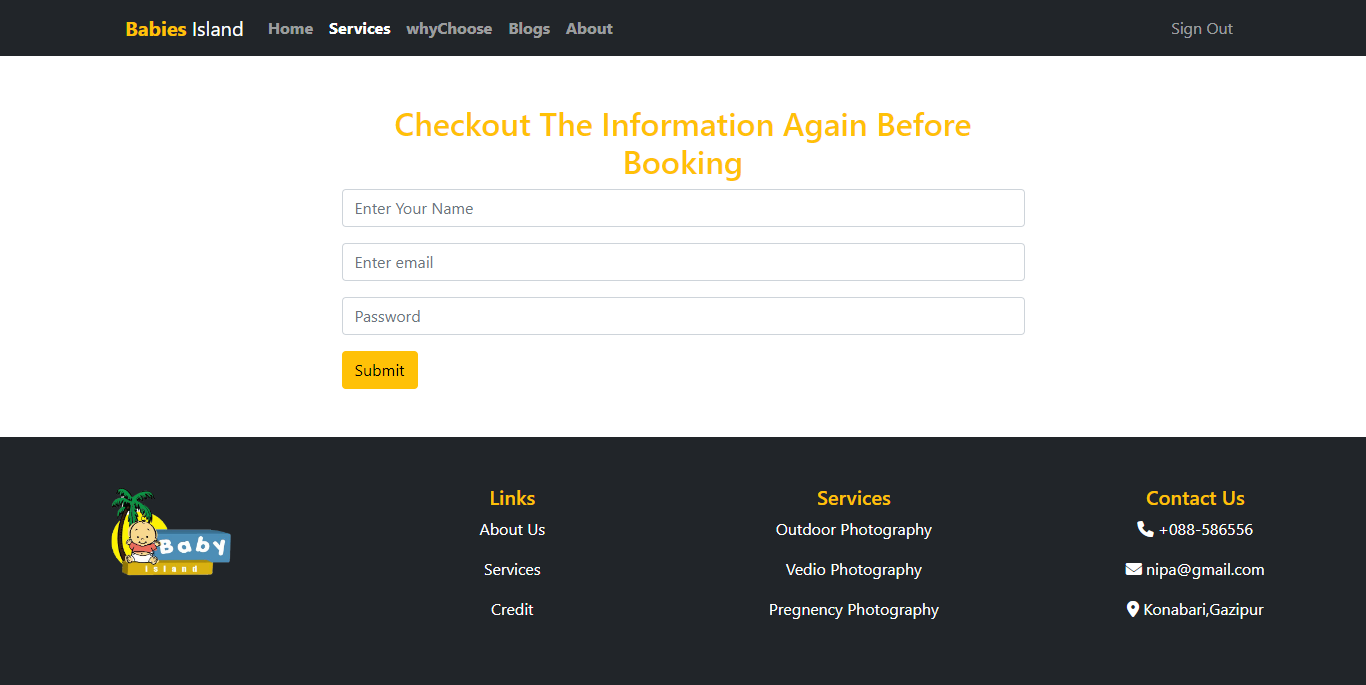 Babies Island Home Services whyChoose Blogs About Sign Out
Checkout The Information Again Before
Booking
Enter Your Name
Enter email
Password
Submit
Baby
island
Links
About Us
Services
Credit
Services
Outdoor Photography
Vedio Photography
Pregnency Photography
Contact Us
+088-586556
nipa@gmail.com
Konabari,Gazipur